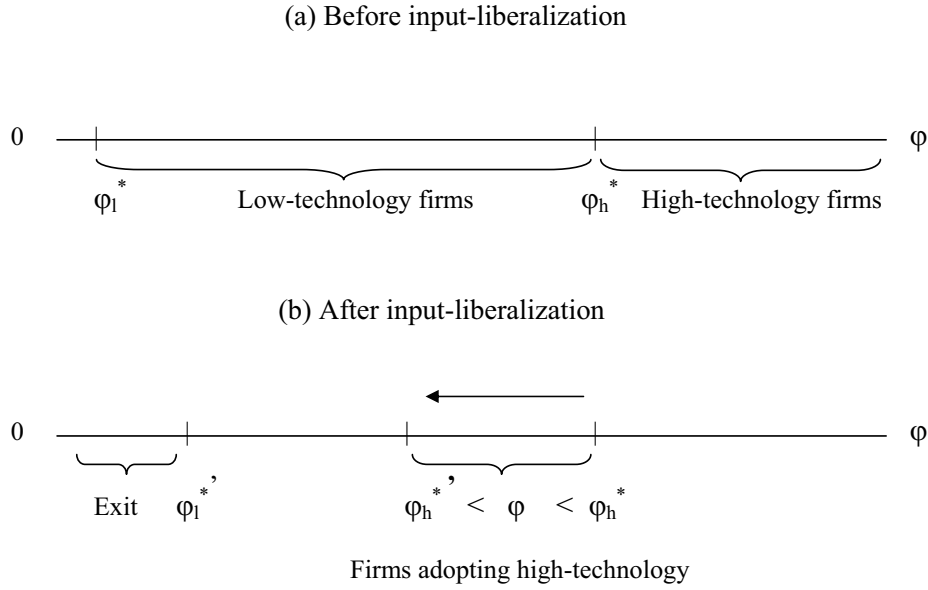 (a) Before input-liberalization
0 φ
φl* Low-technology firms φh* High-technology firms
(b) After input-liberalization
0 φ
Exit φl*’ φh*’ < φ < φh*
Firms adopting high-technology